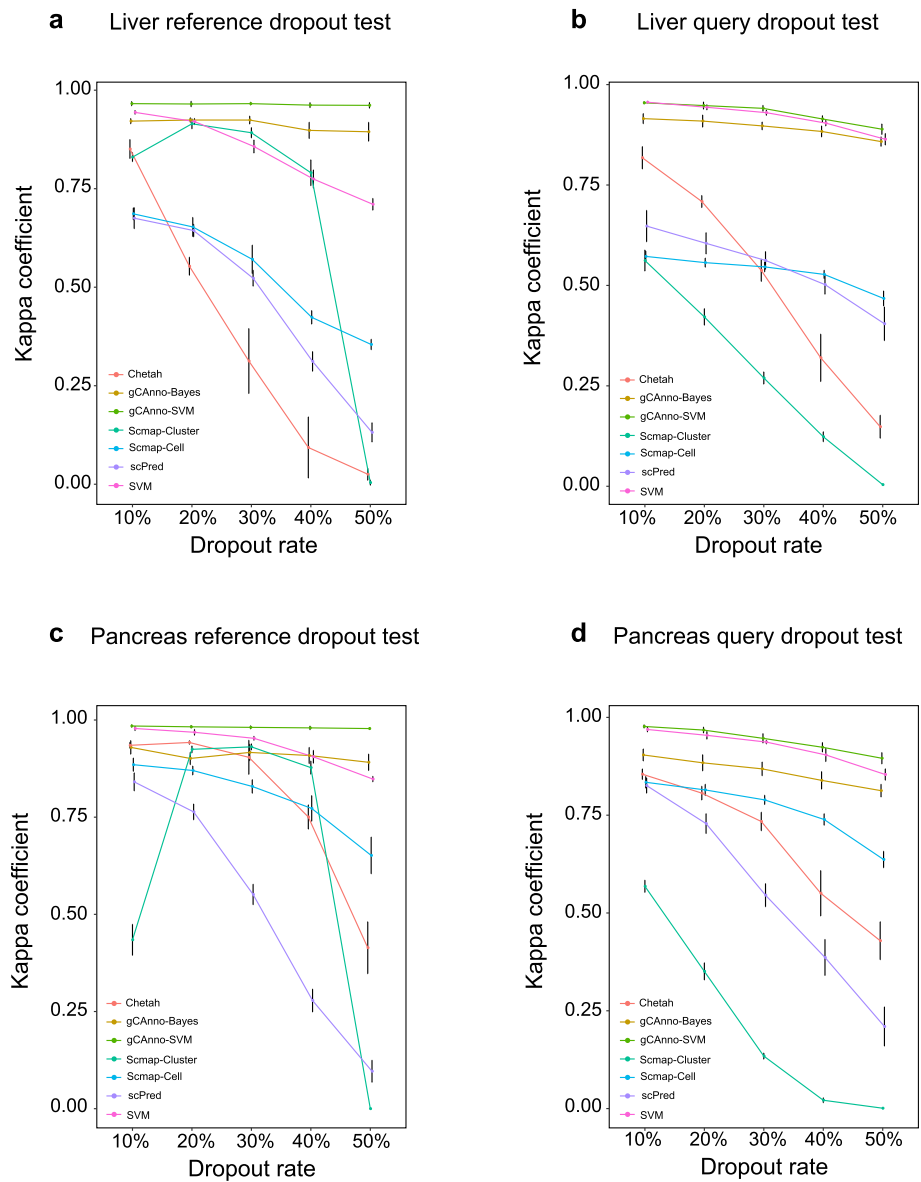 a Liver reference dropout test
1.00
0.75
0.50
0.25
0.00
Kappa coefficient
Chetah
gCAnno-Bayes
gCAnno-SVM
Scmap-Cluster
Scmap-Cell
scPred
SVM
10% 20% 30% 40% 50%
Dropout rate
b Liver query dropout test
1.00
0.75
0.50
0.25
0.00
Kappa coefficient
Chetah
gCAnno-Bayes
gCAnno-SVM
Scmap-Cluster
Scmap-Cell
scPred
SVM
10% 20% 30% 40% 50%
Dropout rate
c Pancreas reference dropout test
1.00
0.75
0.50
0.25
0.00
Kappa coefficient
Chetah
gCAnno-Bayes
gCAnno-SVM
Scmap-Cluster
Scmap-Cell
scPred
SVM
10% 20% 30% 40% 50%
Dropout rate
d Pancreas query dropout test
1.00
0.75
0.50
0.25
0.00
Kappa coefficient
Chetah
gCAnno-Bayes
gCAnno-SVM
Scmap-Cluster
Scmap-Cell
scPred
SVM
10% 20% 30% 40% 50%
Dropout rate